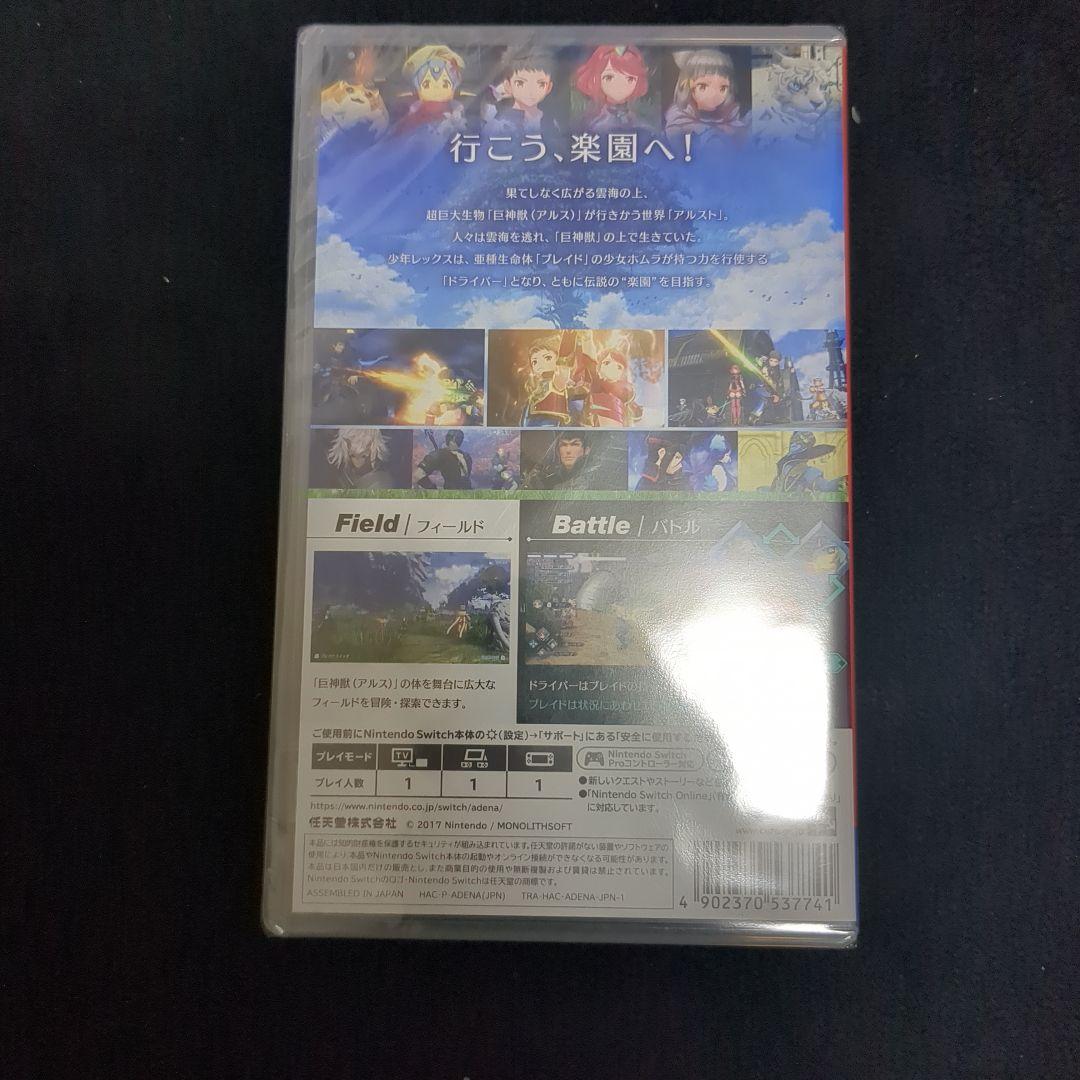 行こう、楽園へ!
果てしなく広がる雲海の上、
超巨大生物「巨神獣(アルス)」が行きかう世界「アルスト」。
人々は雲海を逃れ、「巨神獣」の上で生きていた。
少年レックスは、亜種生命体「ブレイド」の少女ホムラが持つ力を行使する
「ドライバー」となり、ともに伝説の“楽園”を目指す。
Field / フィールド
Battle / バトル
「巨神獣(アルス)」の体を舞台に広大な
フィールドを冒険・探索できます。
ドライバーはブレイドの
ブレイドは状況にあわせ
ご使用前にNintendo Switch本体の(設定)→「サポート」にある「安全に使用する
プレイモード TV
プレイ人数 1 1 1
Nintendo Switch
Proコントローラー対応
●新しいクエストやストーリーなどを
●「Nintendo Switch Online」
に対応しています。
https://www.nintendo.co.jp/switch/adena/
任天堂株式会社 © 2017 Nintendo / MONOLITHSOFT
本品には知的財産権を保護するセキュリティが組み込まれています。任天堂の許諾がない装置やソフトウェアの
使用により、本品やNintendo Switch本体の起動やオンライン接続ができなくなる可能性があります。
本品は日本国内だけの販売とし、また商業目的の使用や無断複製および賃貸は禁止されています。
Nintendo Switchのロゴ・Nintendo Switchは任天堂の商標です。
ASSEMBLED IN JAPAN HAC-P-ADENA(JPN) TRA-HAC-ADENA-JPN-1
4 902370 537741